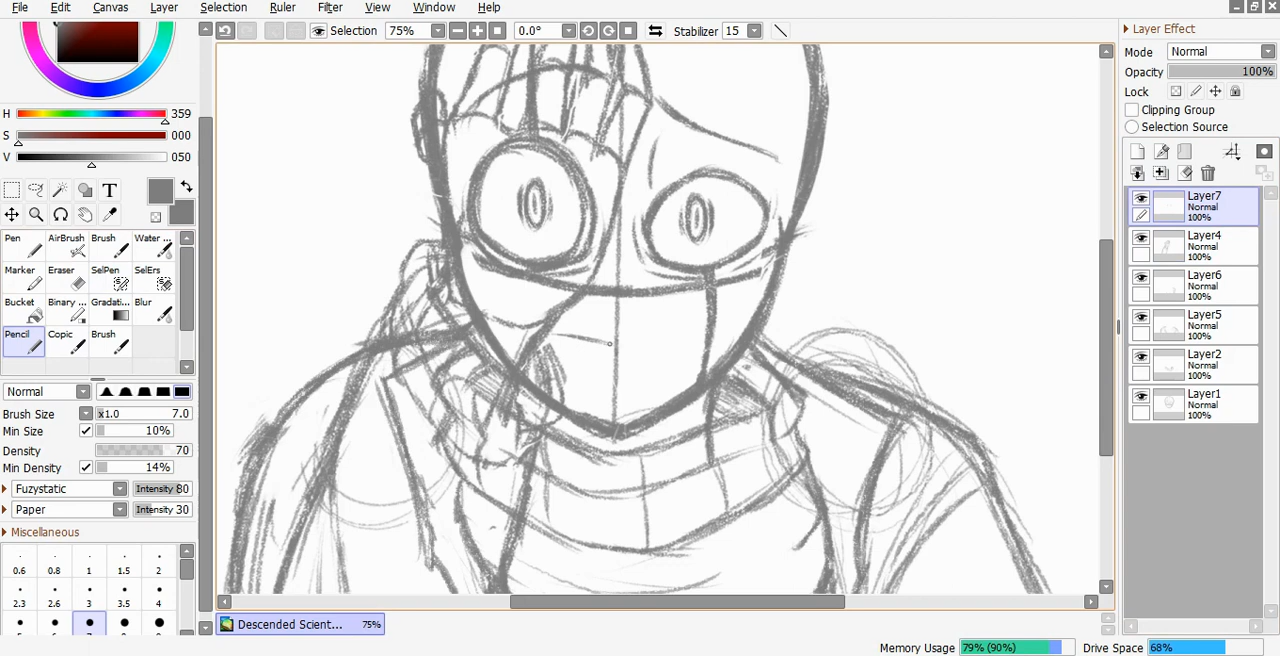 File Edit Canvas Layer Selection Ruler Filter View Window Help
Selection 75% 0.0° Stabilizer 15
H 359
S 000
V 050
T
Pen AirBrush Brush Water ...
Marker Eraser SelPen SelErs
Bucket Binary ... Gradati... Blur
Pencil Copic ... Brush
Normal
Brush Size x1.0 7.0
Min Size 10%
Density 70
Min Density 14%
Fuzystatic Intensity 80
Paper Intensity 30
Miscellaneous
0.6 0.8 1 1.5 2
2.3 2.6 3 3.5 4
Descended Scient... 75%
Layer Effect
Mode Normal
Opacity 100%
Lock
Clipping Group
Selection Source
Layer7
Normal
100%
Layer4
Normal
100%
Layer6
Normal
100%
Layer5
Normal
100%
Layer2
Normal
100%
Layer1
Normal
100%
Memory Usage 79% (90%) Drive Space 68%